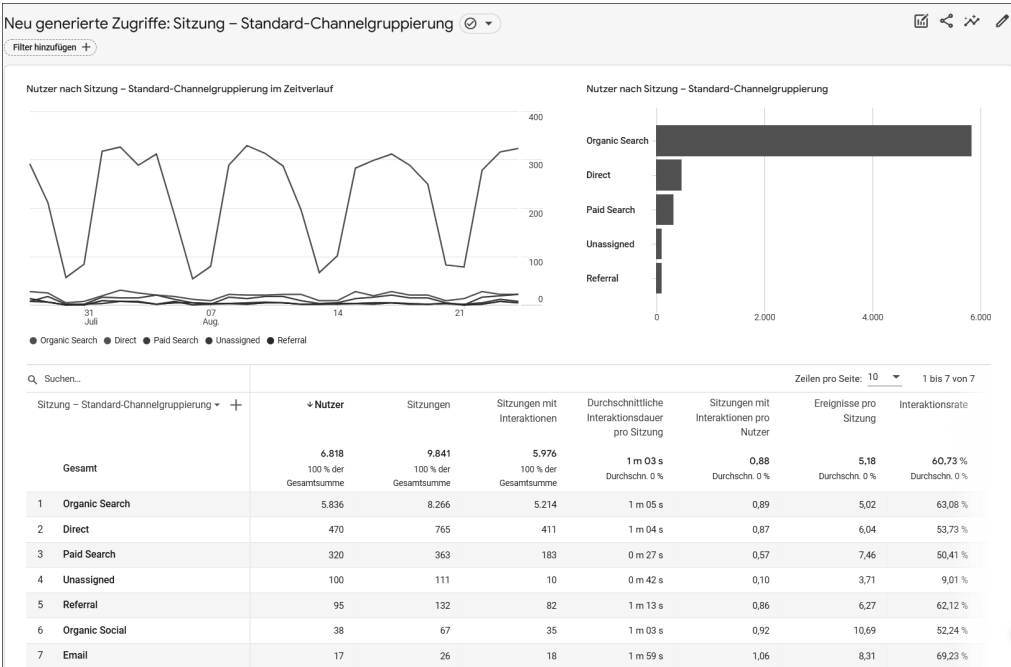 Neu generierte Zugriffe: Sitzung – Standard-Channelgruppierung
Filter hinzufügen +
Nutzer nach Sitzung – Standard-Channelgruppierung im Zeitverlauf
400
300
200
100
0
31
Juli
07
Aug.
14
21
Organic Search Direct Paid Search Unassigned Referral
Nutzer nach Sitzung – Standard-Channelgruppierung
Organic Search
Direct
Paid Search
Unassigned
Referral
0 2.000 4.000 6.000
Suchen...
Zeilen pro Seite: 10 1 bis 7 von 7
Sitzung – Standard-Channelgruppierung +
↓ Nutzer
Sitzungen
Sitzungen mit
Interaktionen
Durchschnittliche
Interaktionsdauer
pro Sitzung
Sitzungen mit
Interaktionen pro
Nutzer
Ereignisse pro
Sitzung
Interaktionsrate
Gesamt
6.818
100 % der
Gesamtsumme
9.841
100 % der
Gesamtsumme
5.976
100 % der
Gesamtsumme
1 m 03 s
Durchschn. 0 %
0,88
Durchschn. 0 %
5,18
Durchschn. 0 %
60,73 %
Durchschn. 0 %
1 Organic Search 5.836 8.266 5.214 1 m 05 s 0,89 5,02 63,08 %
2 Direct 470 765 411 1 m 04 s 0,87 6,04 53,73 %
3 Paid Search 320 363 183 0 m 27 s 0,57 7,46 50,41 %
4 Unassigned 100 111 10 0 m 42 s 0,10 3,71 9,01 %
5 Referral 95 132 82 1 m 13 s 0,86 6,27 62,12 %
6 Organic Social 38 67 35 1 m 03 s 0,92 10,69 52,24 %
7 Email 17 26 18 1 m 59 s 1,06 8,31 69,23 %